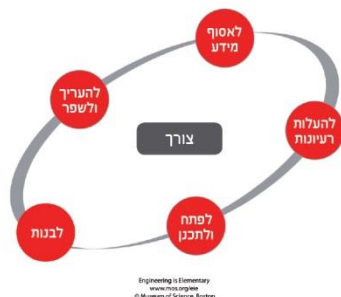 לאסוף
מידע
להעלות
רעיונות
לפתח
ולתכנן
לבנות
להעריך
ולשפר
צורך
Engineering is Elementary
www.mos.org/eie
© Museum of Science, Boston